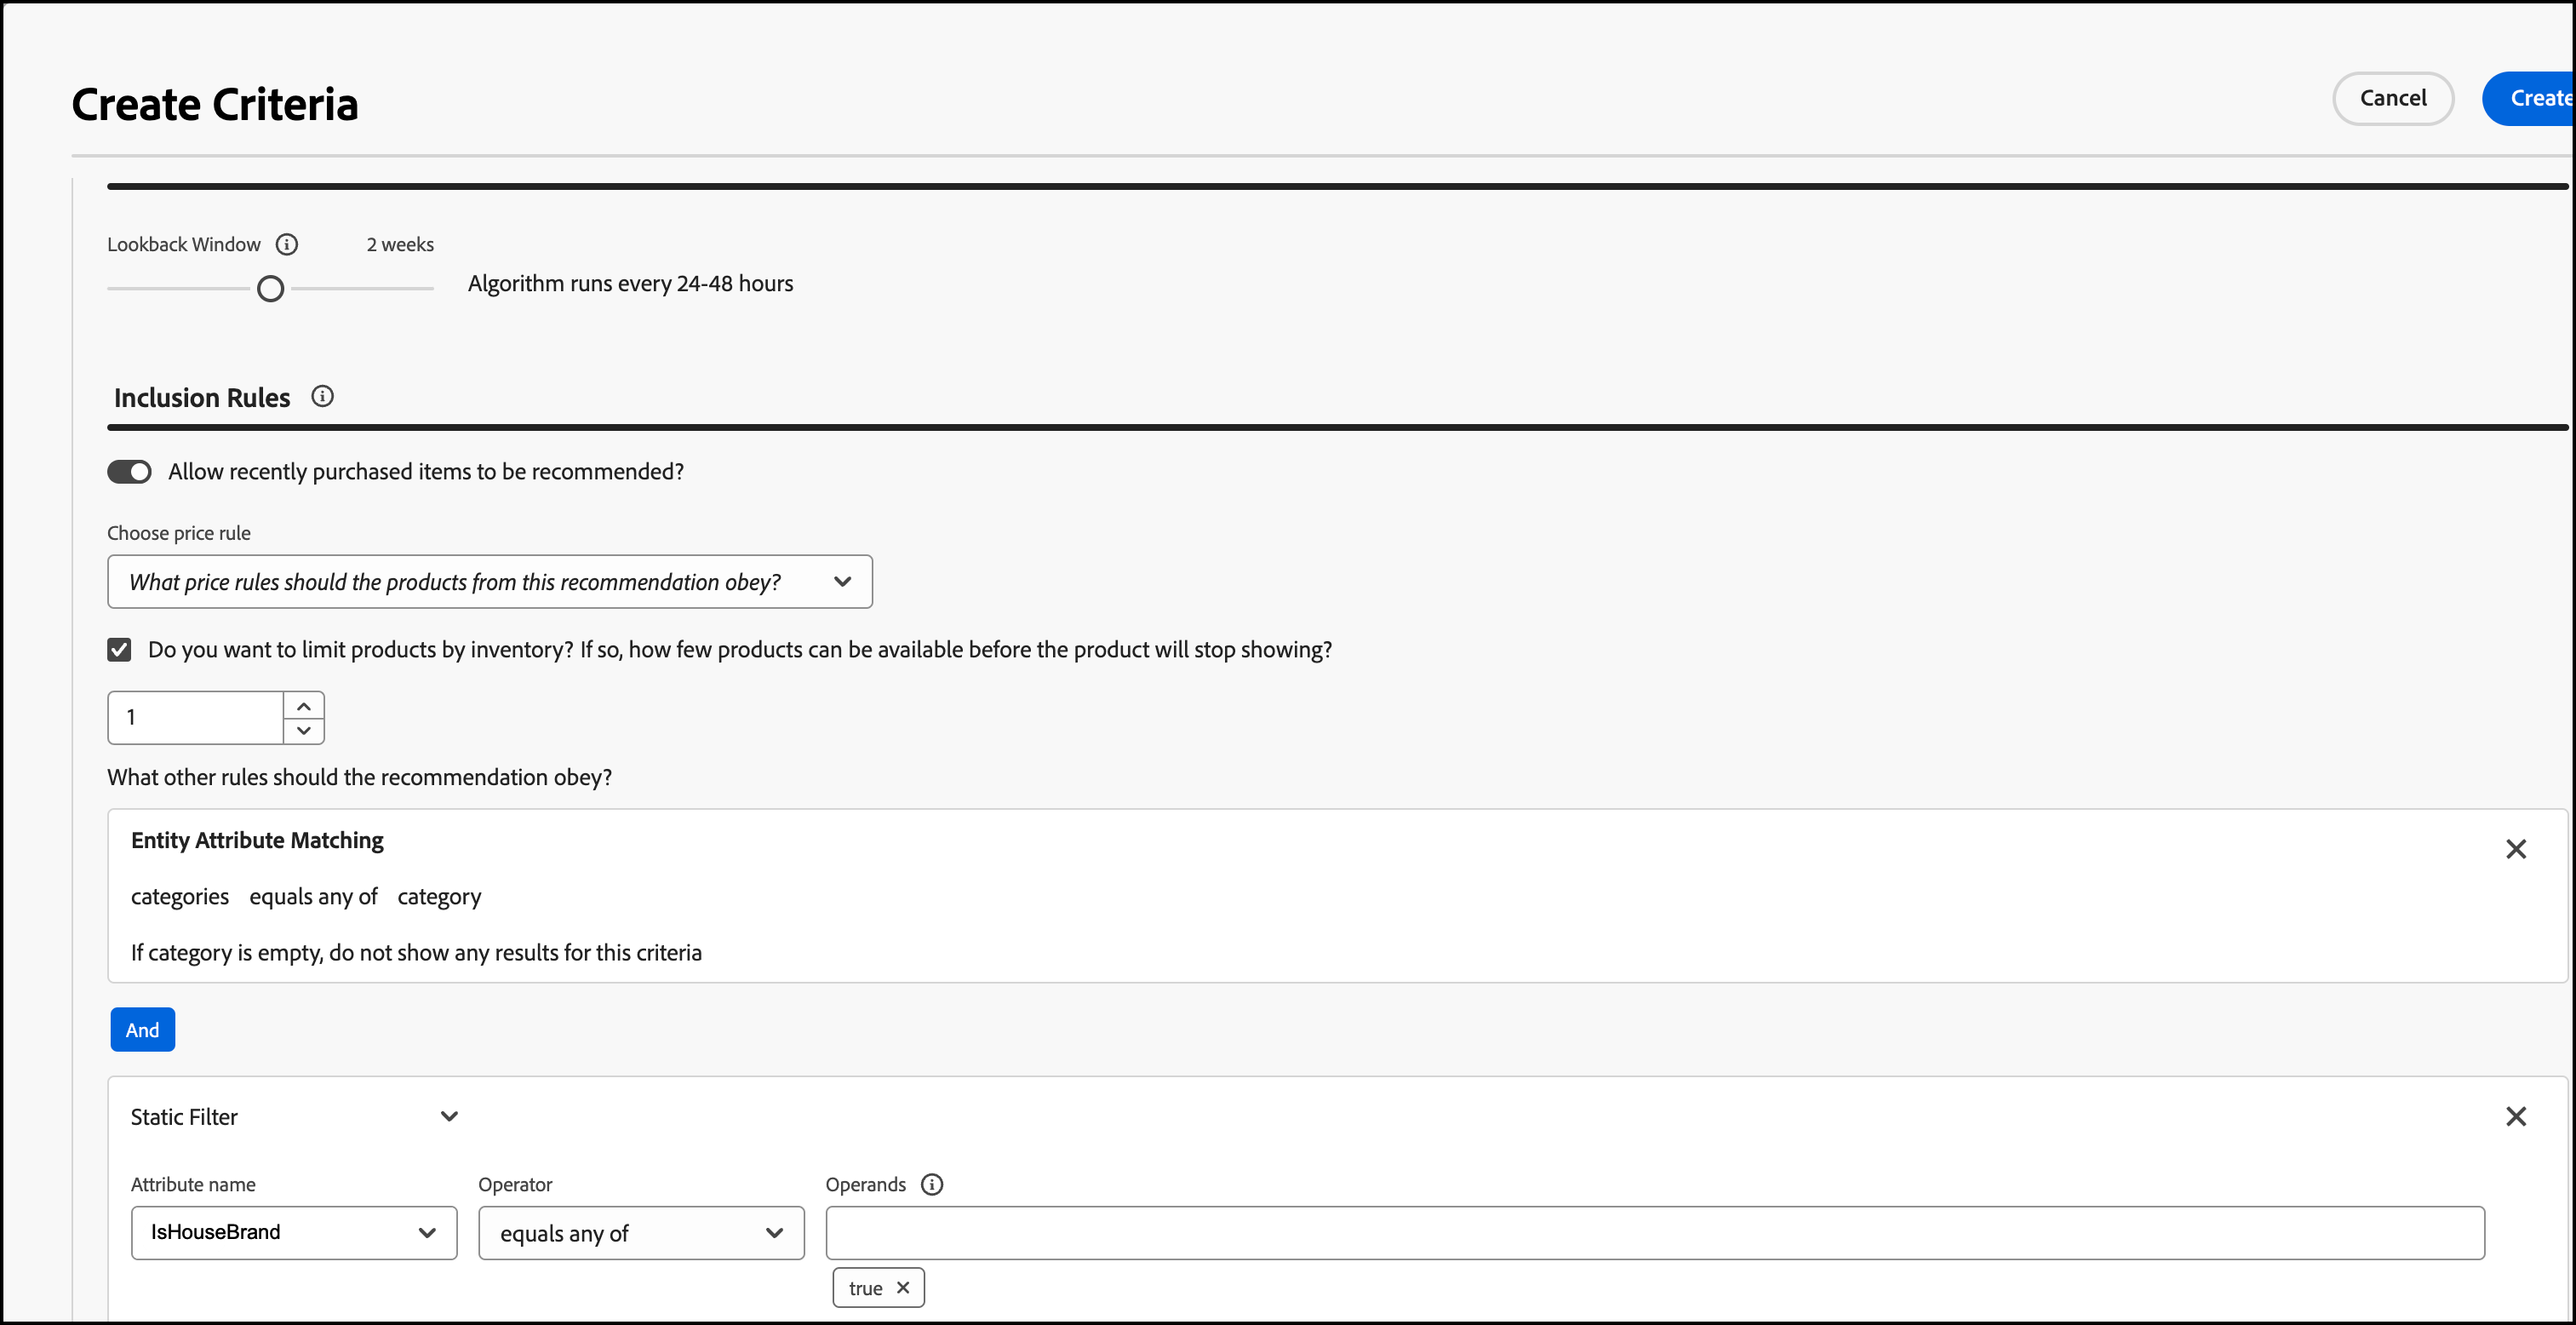 Create Criteria
Cancel
Create
Lookback Window 2 weeks
Algorithm runs every 24-48 hours
Inclusion Rules
Allow recently purchased items to be recommended?
Choose price rule
What price rules should the products from this recommendation obey?
Do you want to limit products by inventory? If so, how few products can be available before the product will stop showing?
1
What other rules should the recommendation obey?
Entity Attribute Matching
categories equals any of category
If category is empty, do not show any results for this criteria
And
Static Filter
Attribute name Operator Operands
IsHouseBrand equals any of
true